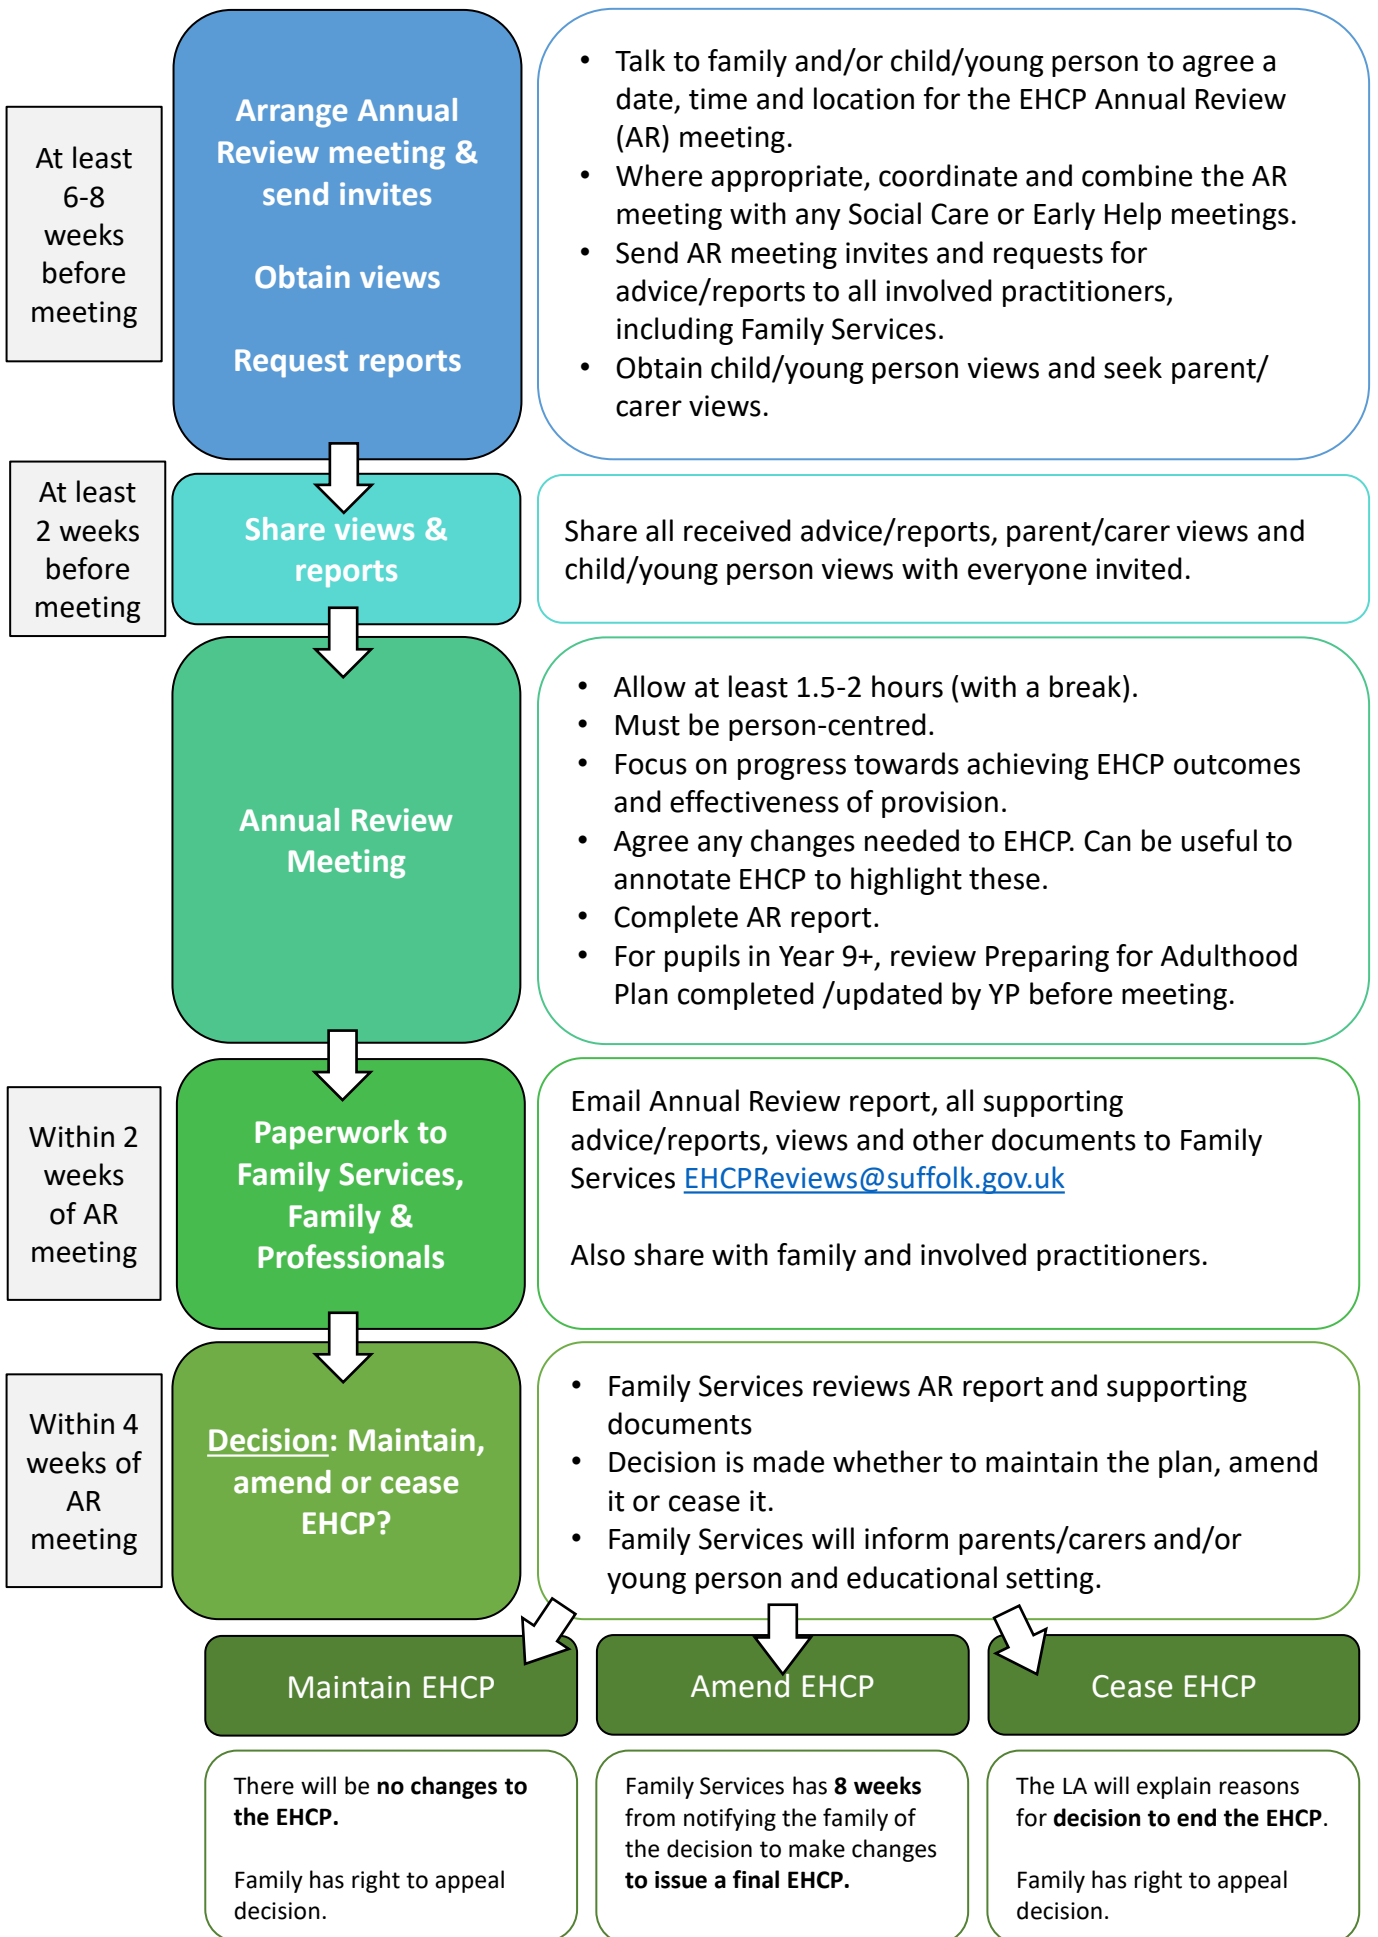 At least
6-8
weeks
before
meeting
Arrange Annual
Review meeting &
send invites
Obtain views
Request reports
• Talk to family and/or child/young person to agree a
date, time and location for the EHCP Annual Review
(AR) meeting.
• Where appropriate, coordinate and combine the AR
meeting with any Social Care or Early Help meetings.
• Send AR meeting invites and requests for
advice/reports to all involved practitioners,
including Family Services.
• Obtain child/young person views and seek parent/
carer views.
At least
2 weeks
before
meeting
Share views &
reports
Share all received advice/reports, parent/carer views and
child/young person views with everyone invited.
Annual Review
Meeting
• Allow at least 1.5-2 hours (with a break).
• Must be person-centred.
• Focus on progress towards achieving EHCP outcomes
and effectiveness of provision.
• Agree any changes needed to EHCP. Can be useful to
annotate EHCP to highlight these.
• Complete AR report.
• For pupils in Year 9+, review Preparing for Adulthood
Plan completed /updated by YP before meeting.
Within 2
weeks
of AR
meeting
Paperwork to
Family Services,
Family &
Professionals
Email Annual Review report, all supporting
advice/reports, views and other documents to Family
Services EHCPReviews@suffolk.gov.uk
Also share with family and involved practitioners.
Within 4
weeks of
AR
meeting
Decision: Maintain,
amend or cease
EHCP?
• Family Services reviews AR report and supporting
documents
• Decision is made whether to maintain the plan, amend
it or cease it.
• Family Services will inform parents/carers and/or
young person and educational setting.
Maintain EHCP
There will be no changes to
the EHCP.
Family has right to appeal
decision.
Amend EHCP
Family Services has 8 weeks
from notifying the family of
the decision to make changes
to issue a final EHCP.
Cease EHCP
The LA will explain reasons
for decision to end the EHCP.
Family has right to appeal
decision.